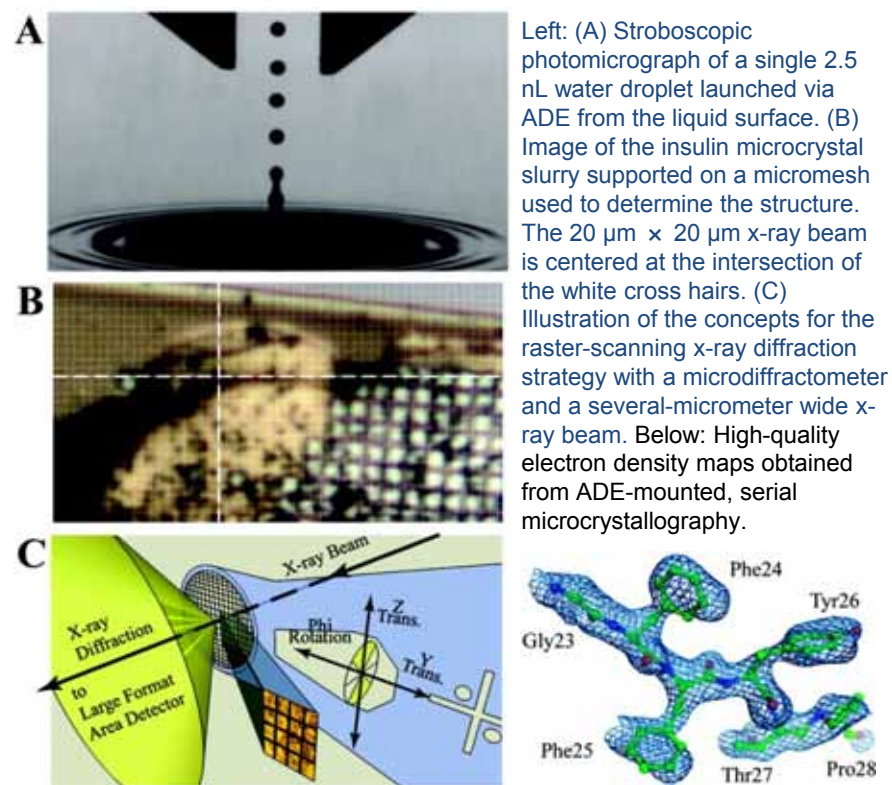 A
B
C
X-ray Beam
X-ray
Diffraction
to
Large Format
Area Detector
Phi
Rotation
Z
Trans.
Y
Trans.
Left: (A) Stroboscopic
photomicrograph of a single 2.5
nL water droplet launched via
ADE from the liquid surface. (B)
Image of the insulin microcrystal
slurry supported on a micromesh
used to determine the structure.
The 20 µm × 20 µm x-ray beam
is centered at the intersection of
the white cross hairs. (C)
Illustration of the concepts for the
raster-scanning x-ray diffraction
strategy with a microdiffractometer
and a several-micrometer wide x-
ray beam. Below: High-quality
electron density maps obtained
from ADE-mounted, serial
microcrystallography.
Phe24
Tyr26
Gly23
Phe25
Thr27
Pro28